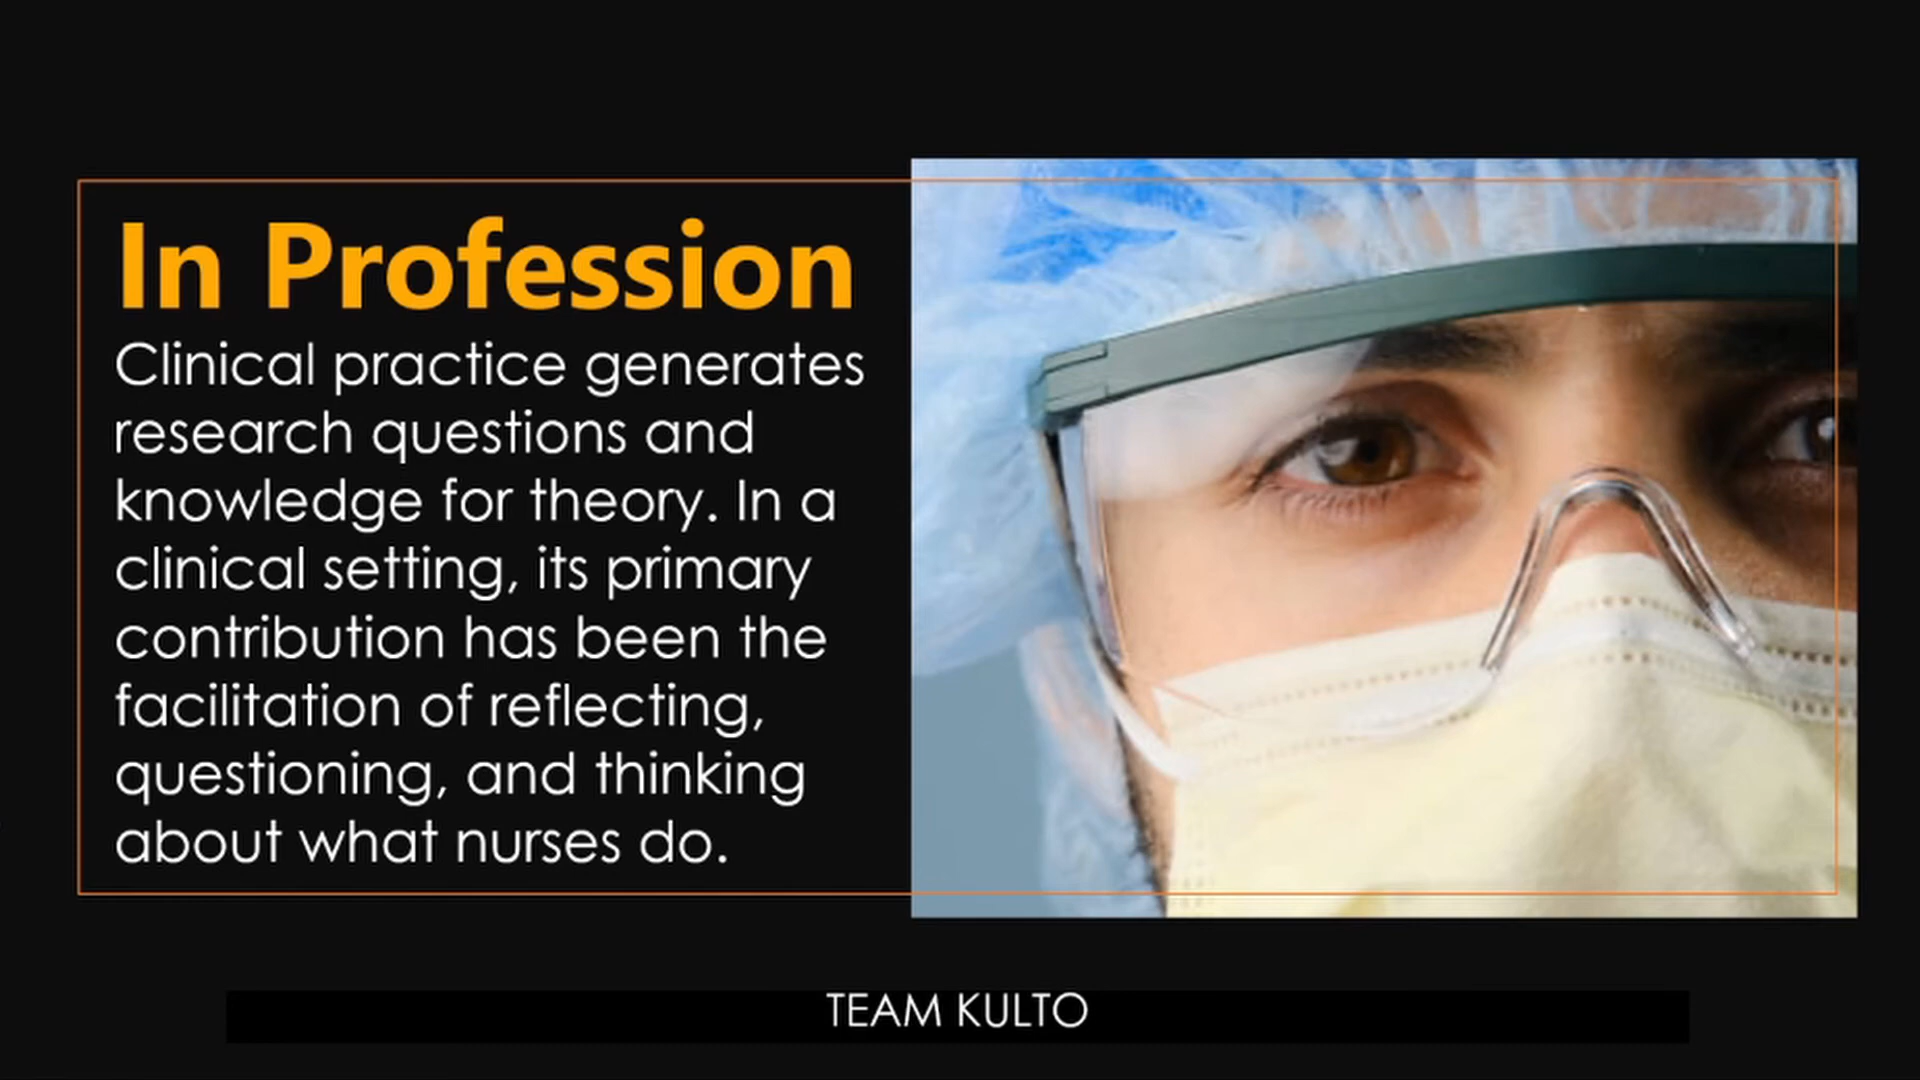 In Profession
Clinical practice generates
research questions and
knowledge for theory. In a
clinical setting, its primary
contribution has been the
facilitation of reflecting,
questioning, and thinking
about what nurses do.
TEAM KULTO